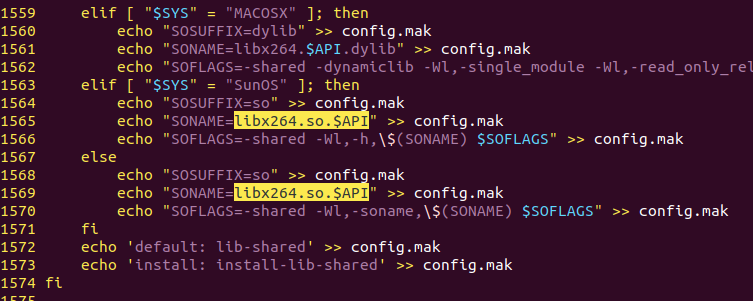 1559     elif [ "$SYS" = "MACOSX" ]; then
1560         echo "SOSUFFIX=dylib" >> config.mak
1561         echo "SONAME=libx264.$API.dylib" >> config.mak
1562         echo "SOFLAGS=-shared -dynamiclib -Wl,-single_module -Wl,-read_only_rel
1563     elif [ "$SYS" = "SunOS" ]; then
1564         echo "SOSUFFIX=so" >> config.mak
1565         echo "SONAME=libx264.so.$API" >> config.mak
1566         echo "SOFLAGS=-shared -Wl,-h,\$(SONAME) $SOFLAGS" >> config.mak
1567     else
1568         echo "SOSUFFIX=so" >> config.mak
1569         echo "SONAME=libx264.so.$API" >> config.mak
1570         echo "SOFLAGS=-shared -Wl,-soname,\$(SONAME) $SOFLAGS" >> config.mak
1571     fi
1572     echo 'default: lib-shared' >> config.mak
1573     echo 'install: install-lib-shared' >> config.mak
1574 fi
1575